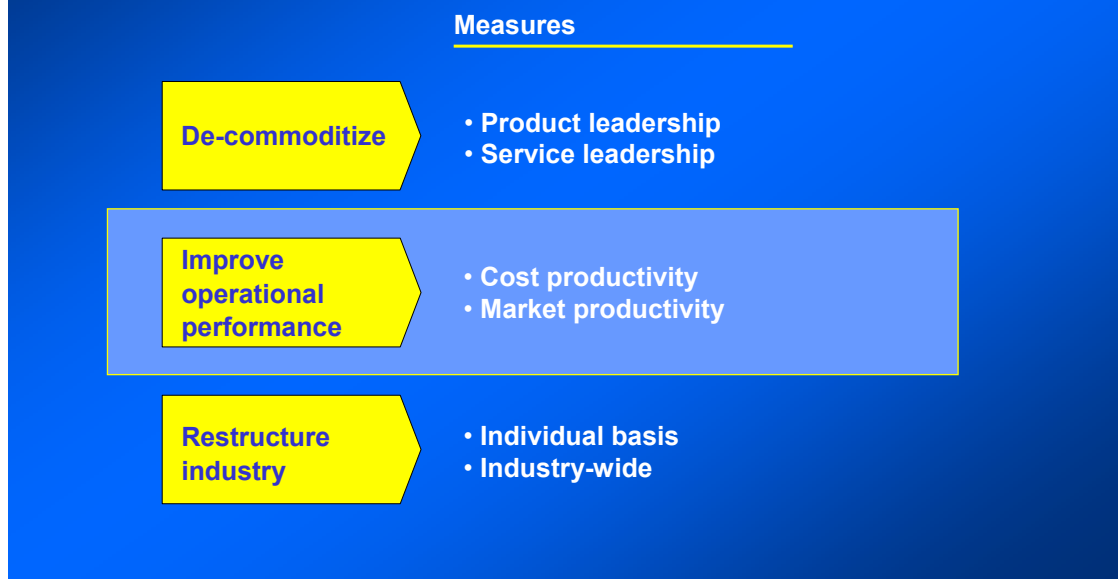 Measures
De-commoditize
• Product leadership
• Service leadership
Improve
operational
performance
• Cost productivity
• Market productivity
Restructure
industry
• Individual basis
• Industry-wide